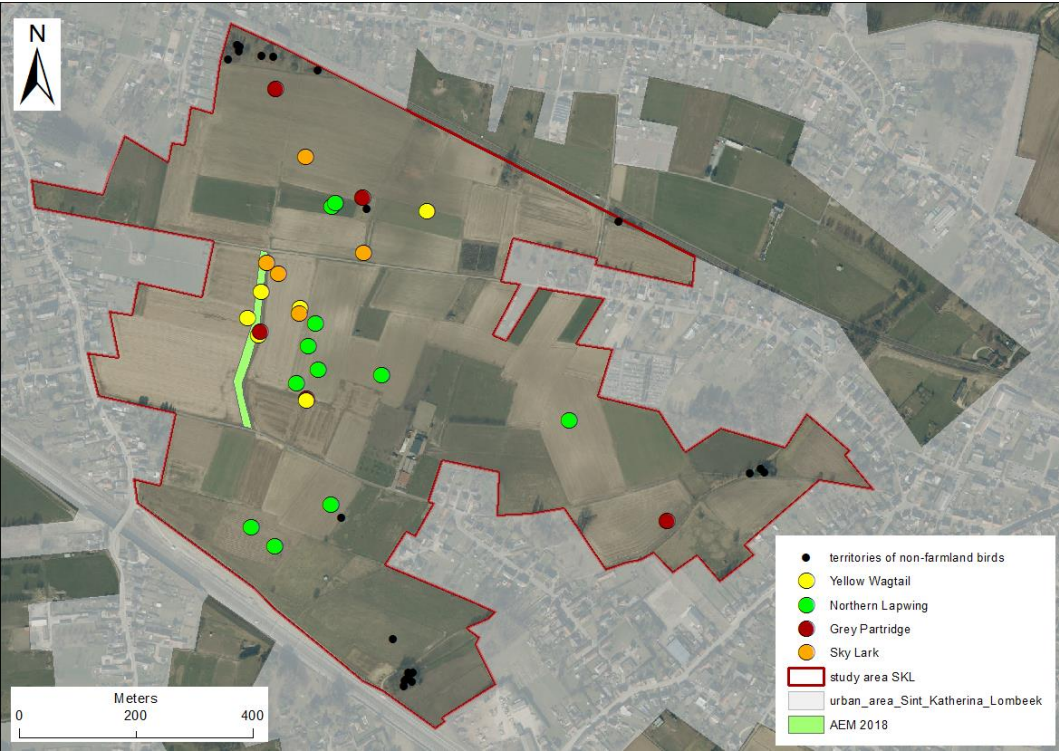 N
territories of non-farmland birds
Yellow Wagtail
Northern Lapwing
Grey Partridge
Sky Lark
study area SKL
urban_area_Sint_Katherina_Lombeek
AEM 2018
Meters
0 200 400